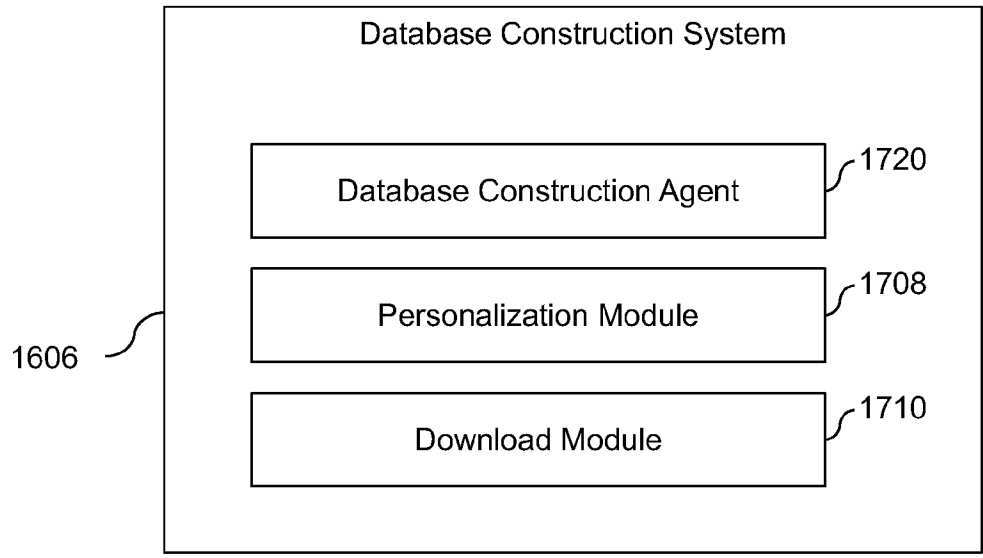 Database Construction System
1720
Database Construction Agent
1708
Personalization Module
1606
1710
Download Module